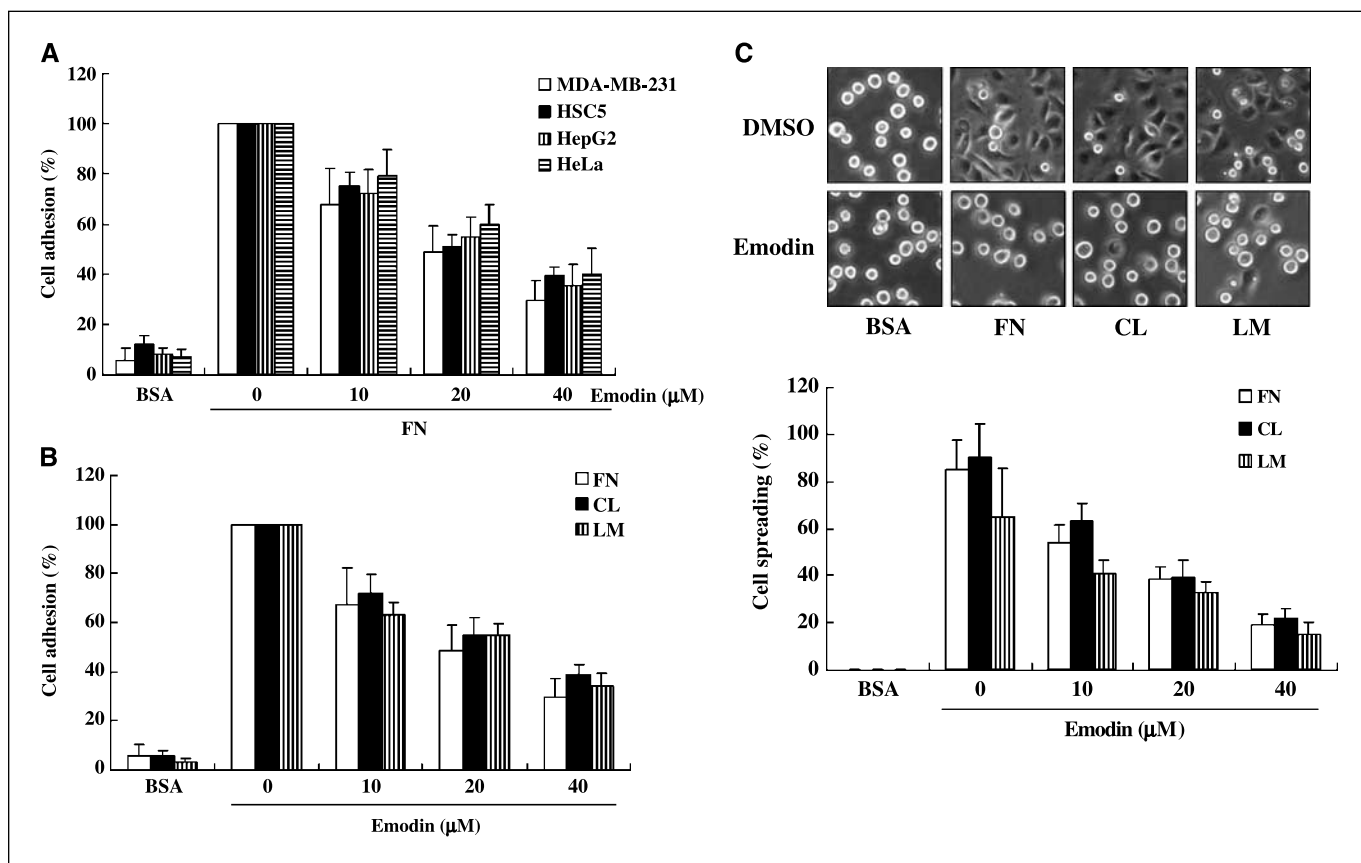 A
120
100
80
60
40
20
0
Cell adhesion (%)
MDA-MB-231
HSC5
HepG2
HeLa
BSA 0 10 20 40 Emodin (μM)
FN
B
120
100
80
60
40
20
0
Cell adhesion (%)
FN
CL
LM
BSA 0 10 20 40
Emodin (μM)
C
DMSO
Emodin
BSA FN CL LM
120
100
80
60
40
20
0
Cell spreading (%)
FN
CL
LM
BSA 0 10 20 40
Emodin (μM)